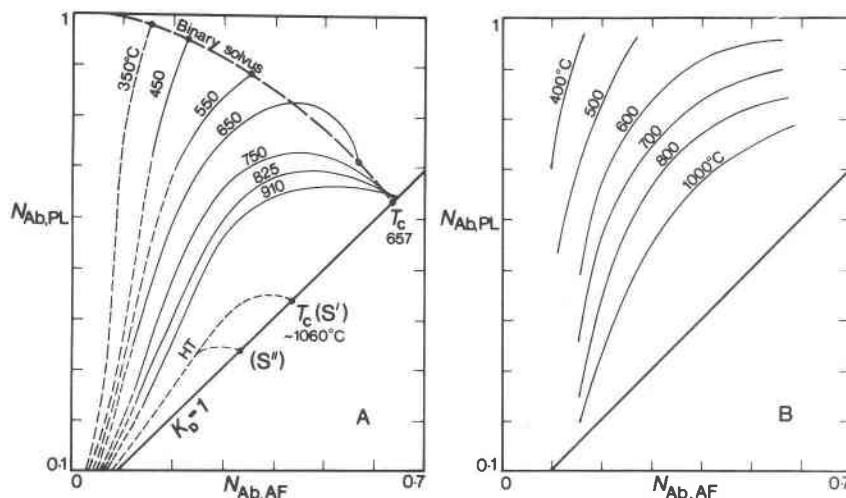 1
Binary solvus
350°C
450
550
650
750
825
910
N_Ab,PL
T_c
657
T_c (S')
~1060°C
HT
(S'')
K_D=1
A
0·1
0
N_Ab,AF
0.7
1
400°C
500
600
700
800
1000°C
N_Ab,PL
B
0·1
0
N_Ab,AF
0.7